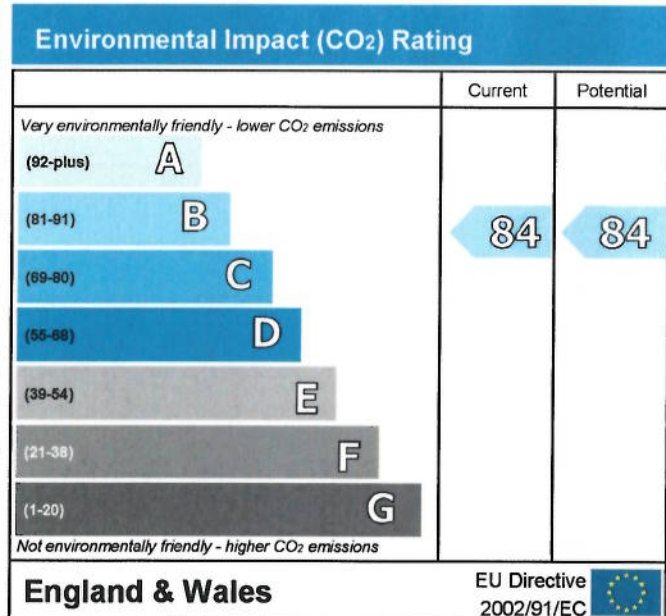 Environmental Impact (CO₂) Rating
Current Potential
Very environmentally friendly - lower CO₂ emissions
(92-plus) A
(81-91) B 84 84
(69-80) C
(55-68) D
(39-54) E
(21-38) F
(1-20) G
Not environmentally friendly - higher CO₂ emissions
England & Wales
EU Directive
2002/91/EC